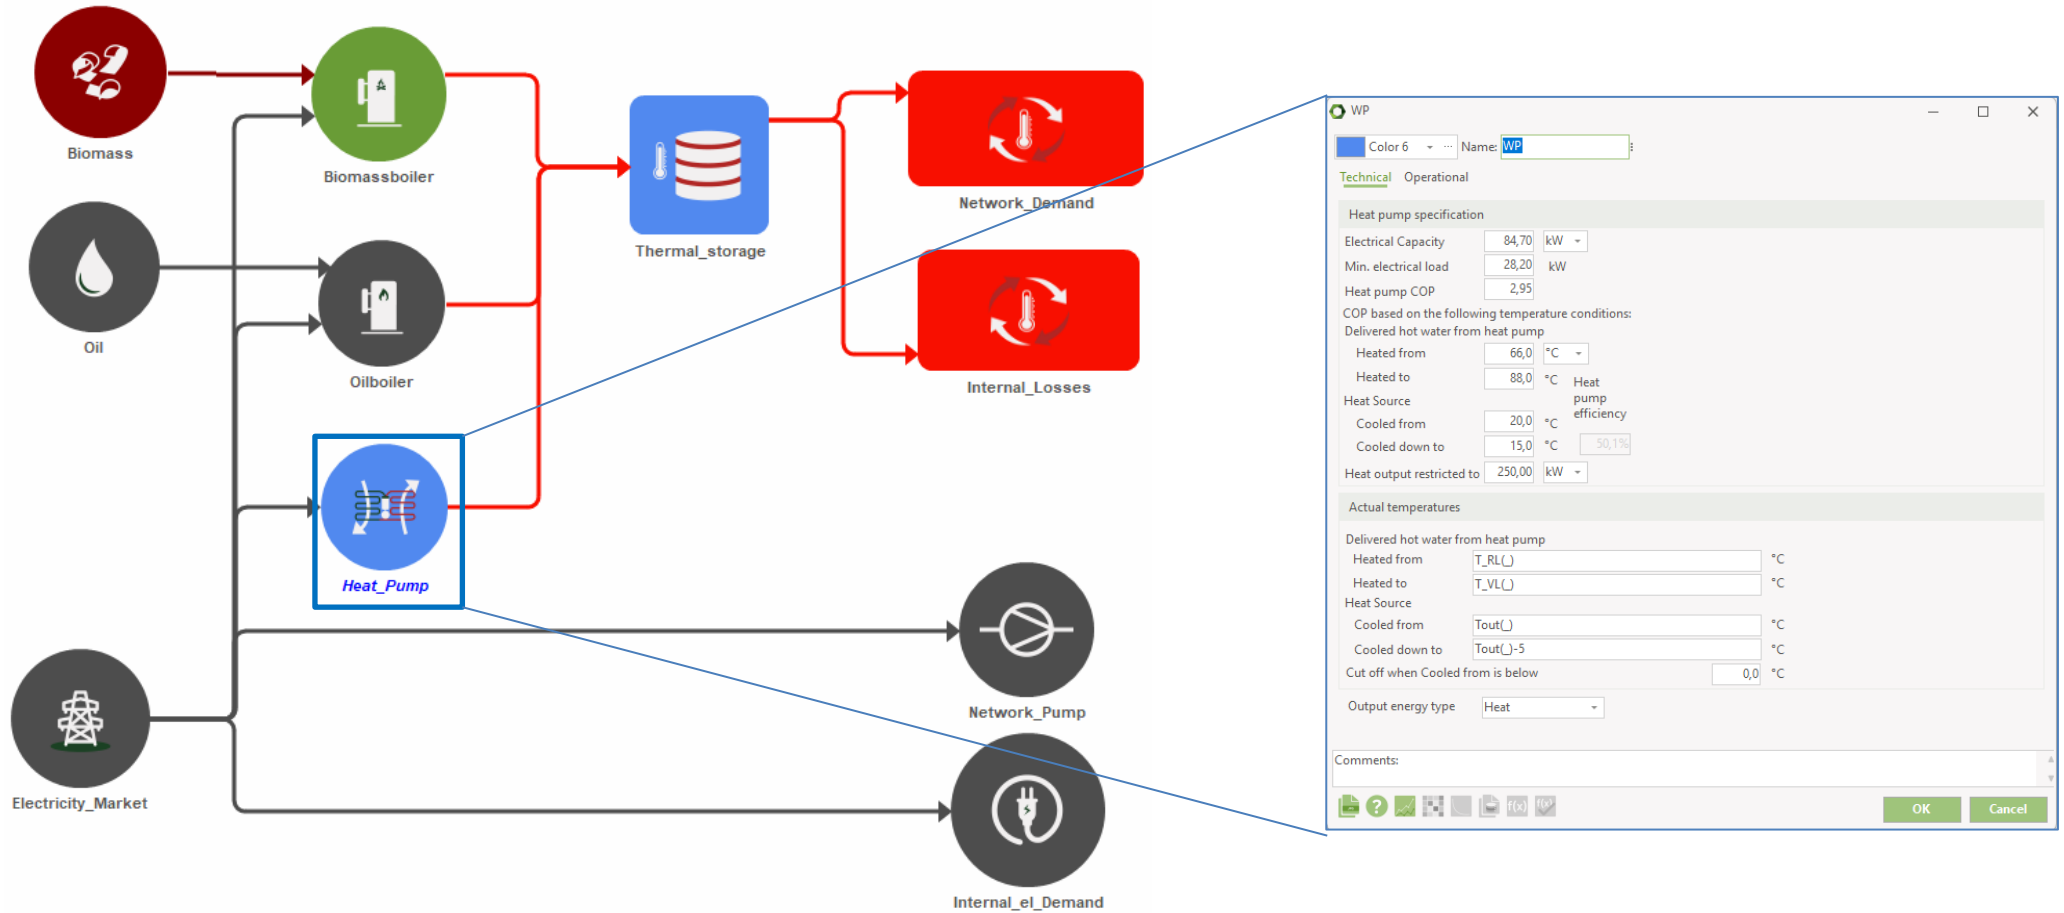 Biomass
Biomassboiler
Oil
Oilboiler
Heat_Pump
Electricity_Market
Thermal_storage
Network_Demand
Internal_Losses
Network_Pump
Internal_el_Demand
WP
Color 6 ... Name: WP
Technical Operational
Heat pump specification
Electrical Capacity 84,70 kW
Min. electrical load 28,20 kW
Heat pump COP 2,95
COP based on the following temperature conditions:
Delivered hot water from heat pump
Heated from 66,0 °C
Heated to 88,0 °C
Heat
pump
efficiency
Heat Source
Cooled from 20,0 °C
Cooled down to 15,0 °C 50,1%
Heat output restricted to 250,00 kW
Actual temperatures
Delivered hot water from heat pump
Heated from T_RL(_) °C
Heated to T_VL(_) °C
Heat Source
Cooled from Tout(_) °C
Cooled down to Tout(_)-5 °C
Cut off when Cooled from is below 0,0 °C
Output energy type Heat
Comments:
? f(x) f(x)
OK Cancel